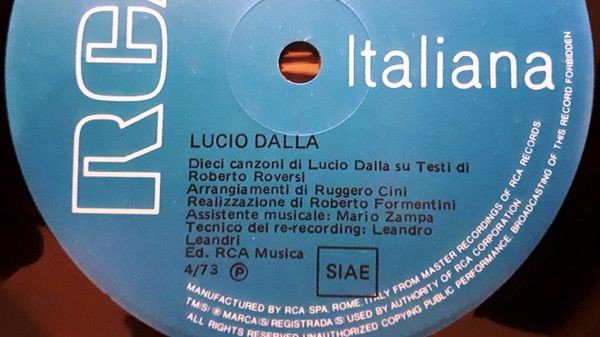 RCA
Italiana
LUCIO DALLA
Dieci canzoni di Lucio Dalla su Testi di
Roberto Roversi
Arrangiamenti di Ruggero Cini
Realizzazione di Roberto Formentini
Assistente musicale: Mario Zampa
Tecnico del re-recording: Leandro
Leandri
Ed. RCA Musica
4/73 Ⓟ
SIAE
MANUFACTURED BY RCA SPA, ROME, ITALY, FROM MASTER RECORDINGS OF RCA RECORDS
TM(S)® MARCA(S) REGISTRADA(S) USED BY AUTHORITY OF RCA CORPORATION
ALL RIGHTS RESERVED UNAUTHORIZED COPYING PUBLIC PERFORMANCE, BROADCASTING OF THIS RECORD FORBIDDEN